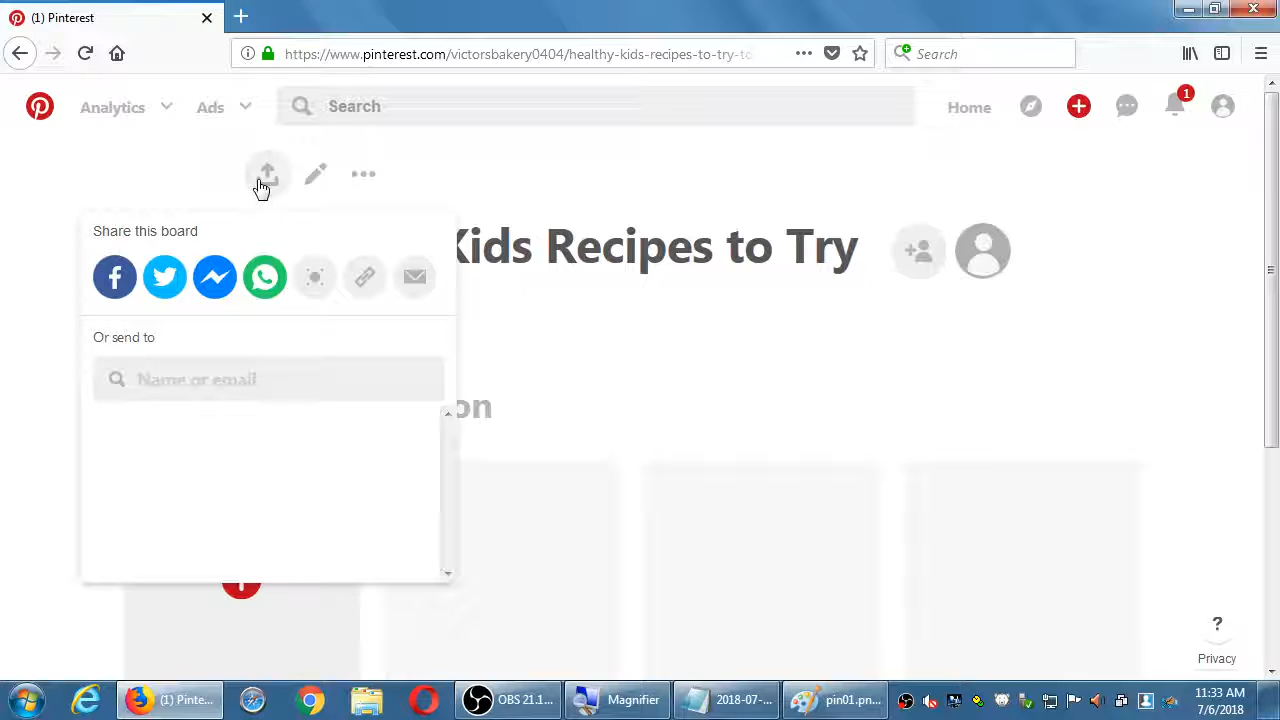 (1) Pinterest
https://www.pinterest.com/victorsbakery0404/healthy-kids-recipes-to-try-to
Search
Analytics
Ads
Search
Home
1
Share this board
Kids Recipes to Try
Or send to
Name or email
on
?
Privacy
(1) Pinte...
OBS 21.1...
Magnifier
2018-07-...
pin01.pn...
11:33 AM
7/6/2018